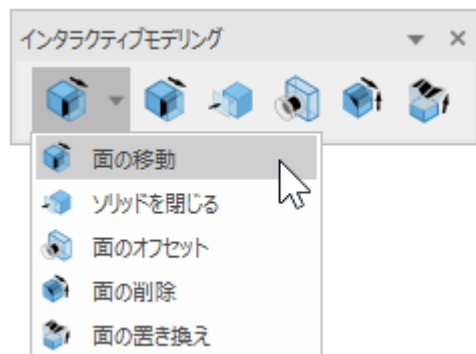 インタラクティブモデリング
面の移動
ソリッドを閉じる
面のオフセット
面の削除
面の置き換え